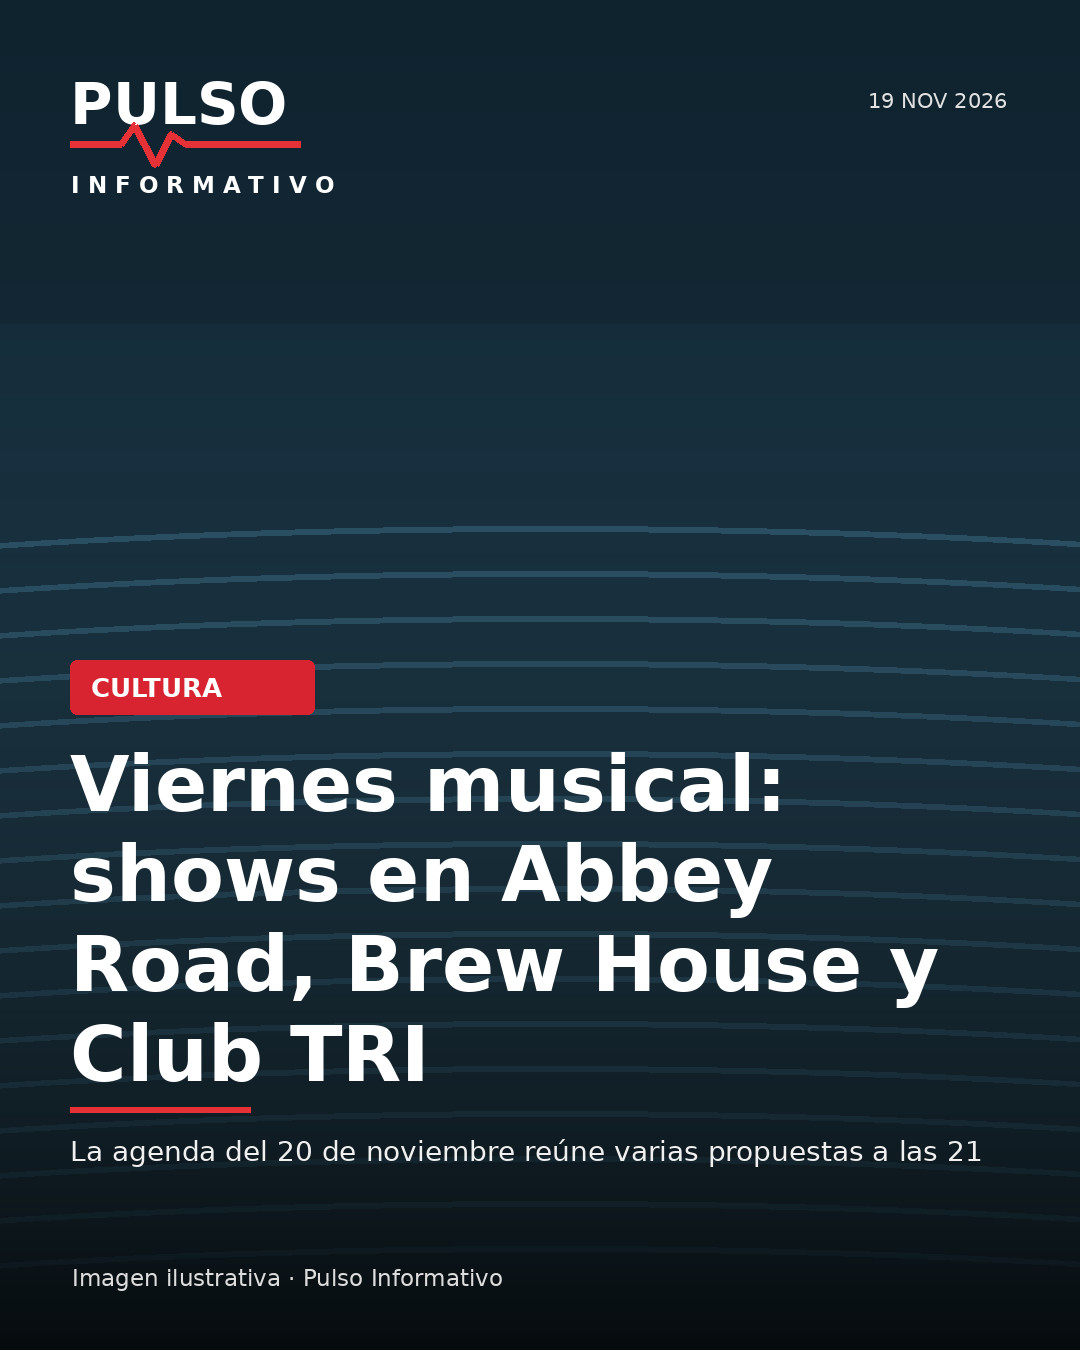 PULSO
INFORMATIVO
19 NOV 2026
CULTURA
Viernes musical:
shows en Abbey
Road, Brew House y
Club TRI
La agenda del 20 de noviembre reúne varias propuestas a las 21
Imagen ilustrativa · Pulso Informativo